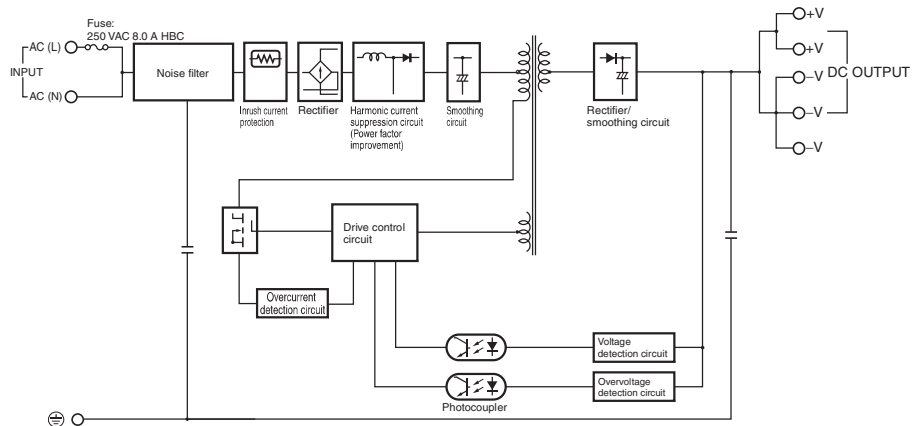 Fuse:
250 VAC 8.0 A HBC
AC (L)
INPUT
AC (N)
Noise filter
Inrush current
protection
Rectifier
Harmonic current
suppression circuit
(Power factor
improvement)
Smoothing
circuit
Rectifier/
smoothing circuit
+V
+V
–V
DC OUTPUT
–V
–V
Drive control
circuit
Overcurrent
detection circuit
Voltage
detection circuit
Overvoltage
detection circuit
Photocoupler